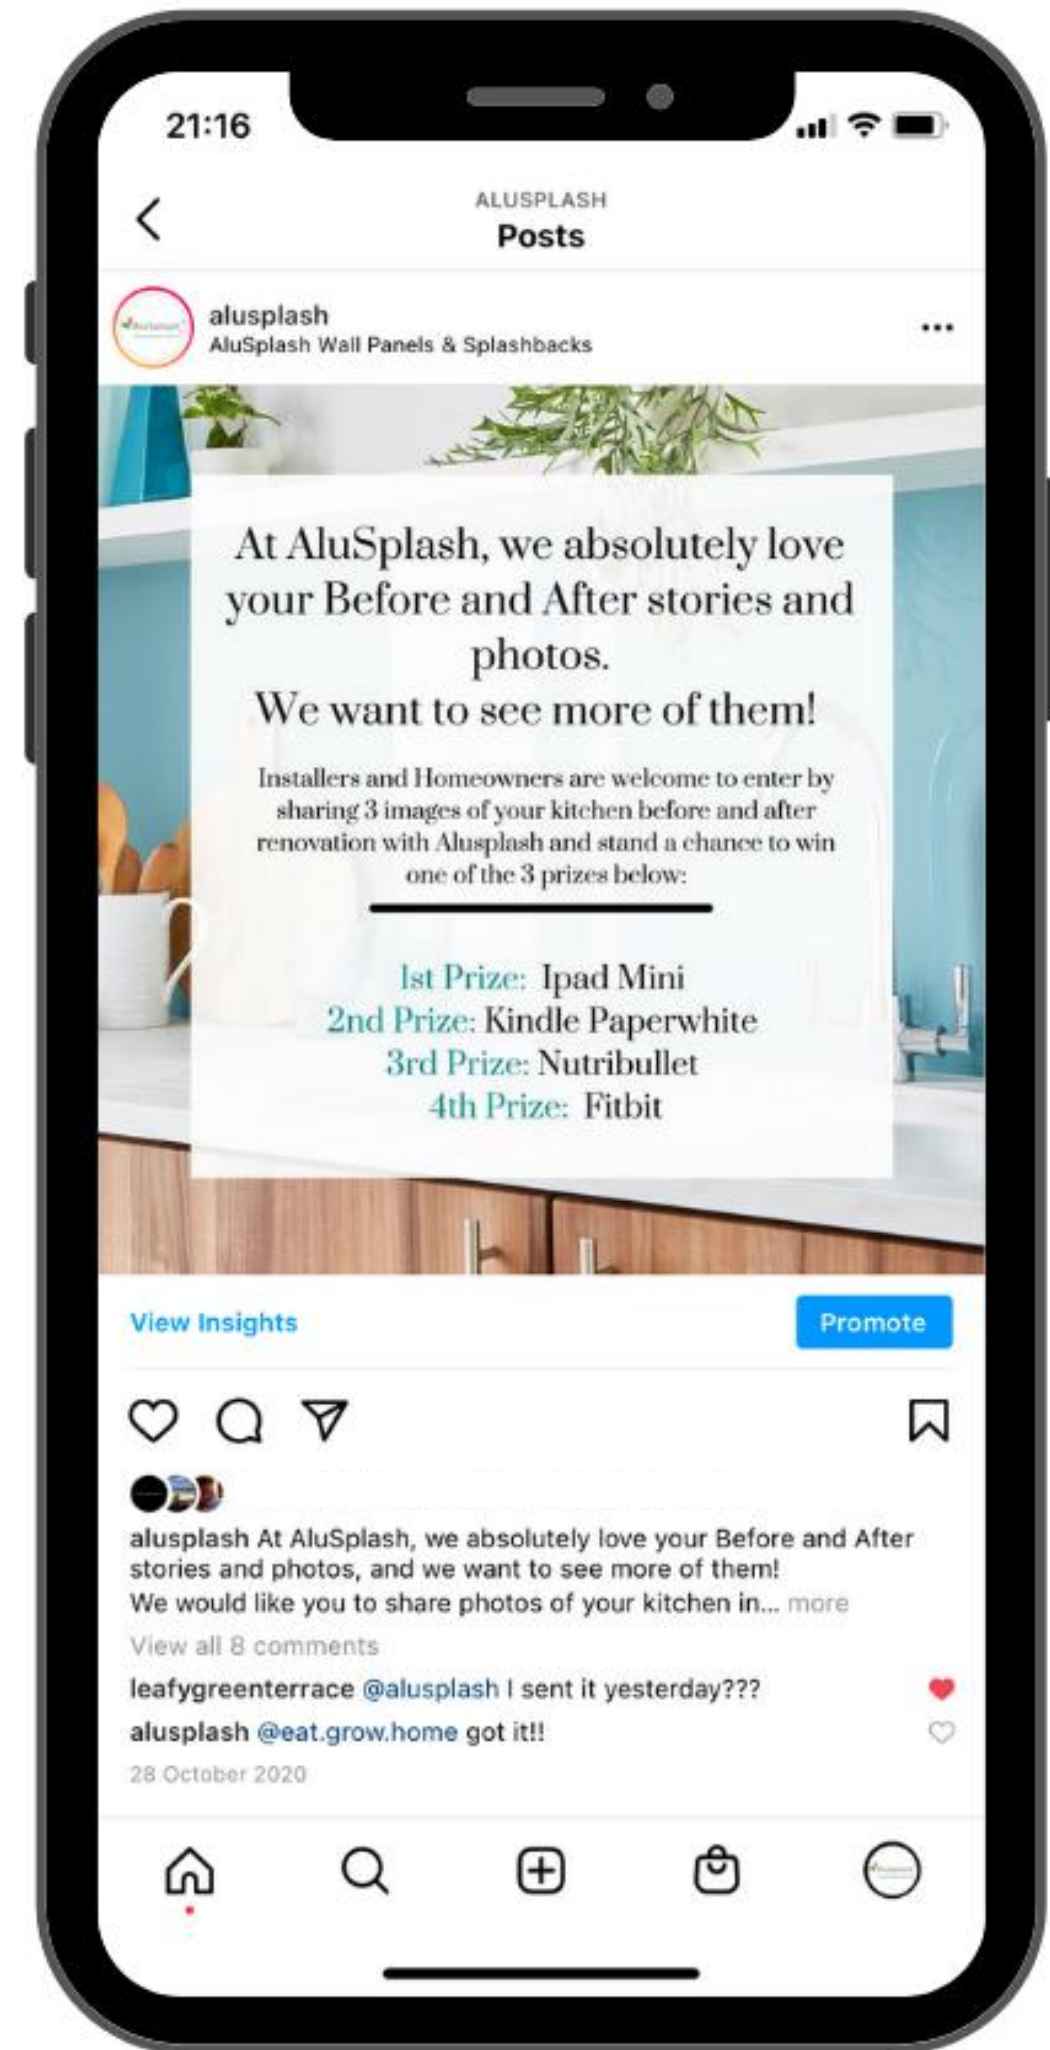 21:16
ALUSPLASH
Posts
alusplash
AluSplash Wall Panels & Splashbacks
At AluSplash, we absolutely love
your Before and After stories and
photos.
We want to see more of them!
Installers and Homeowners are welcome to enter by
sharing 3 images of your kitchen before and after
renovation with Alusplash and stand a chance to win
one of the 3 prizes below:
1st Prize: Ipad Mini
2nd Prize: Kindle Paperwhite
3rd Prize: Nutribullet
4th Prize: Fitbit
View Insights
Promote
alusplash At AluSplash, we absolutely love your Before and After
stories and photos, and we want to see more of them!
We would like you to share photos of your kitchen in... more
View all 8 comments
leafygreenterrace @alusplash I sent it yesterday???
alusplash @eat.grow.home got it!!
28 October 2020